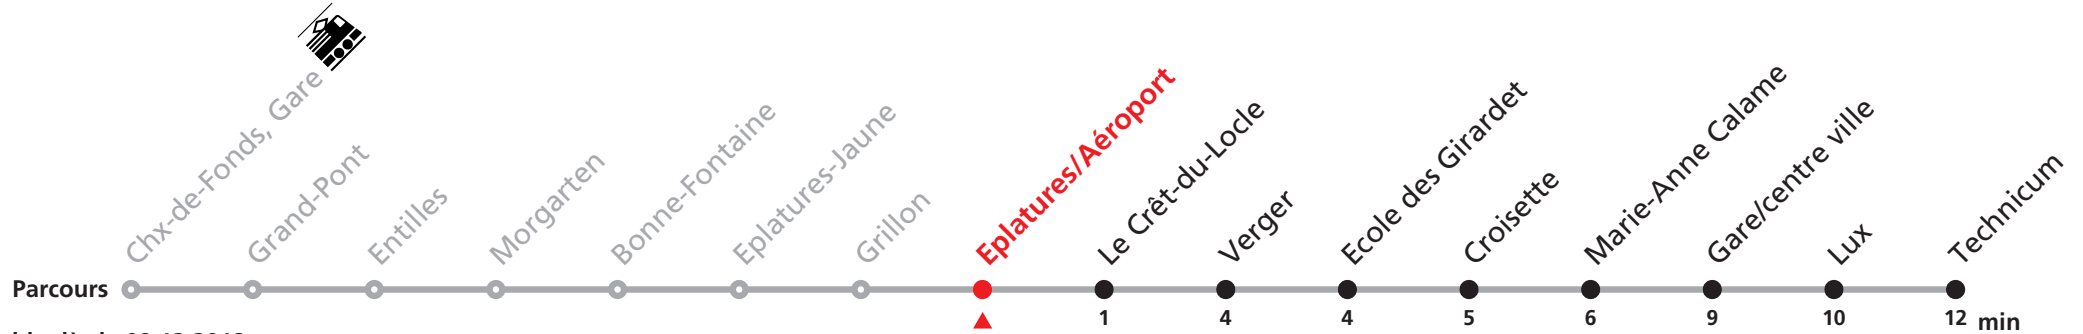 Chx-de-Fonds, Gare
Grand-Pont
Entilles
Morgarten
Bonne-Fontaine
Eplatures-Jaune
Grillon
Eplatures/Aéroport
Le Crêt-du-Locle
Verger
Ecole des Girardet
Croisette
Marie-Anne Calame
Gare/centre ville
Lux
Technicum
Parcours
1 4 4 5 6 9 10 12 min